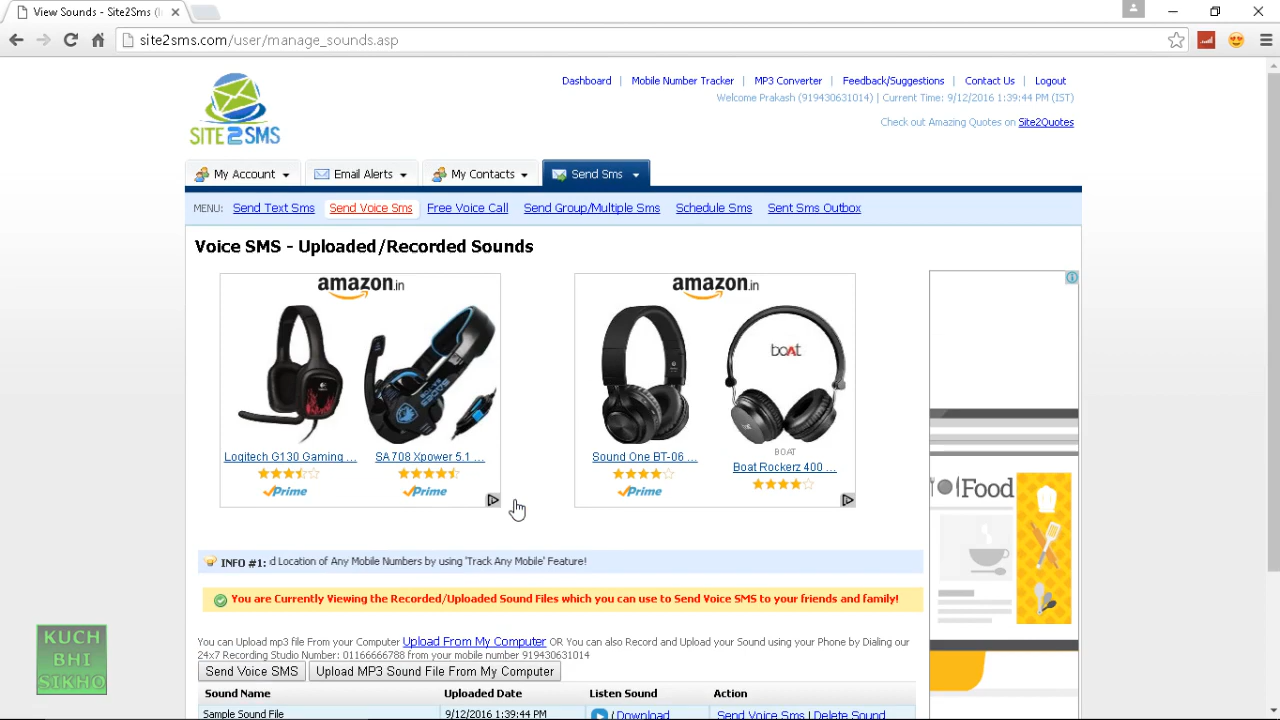 View Sounds - Site2Sms (I
site2sms.com/user/manage_sounds.asp
SITE2SMS
Dashboard | Mobile Number Tracker | MP3 Converter | Feedback/Suggestions | Contact Us | Logout
Welcome Prakash (919430631014) | Current Time: 9/12/2016 1:39:44 PM (IST)
Check out Amazing Quotes on Site2Quotes
My Account Email Alerts My Contacts Send Sms
MENU: Send Text Sms Send Voice Sms Free Voice Call Send Group/Multiple Sms Schedule Sms Sent Sms Outbox
Voice SMS - Uploaded/Recorded Sounds
amazon.in
Logitech G130 Gaming ... SA708 Xpower 5.1 ...
Prime Prime
amazon.in
boAt
BOAT
Sound One BT-06 ... Boat Rockerz 400 ...
Prime
Food
INFO #1: d Location of Any Mobile Numbers by using 'Track Any Mobile' Feature!
You are Currently Viewing the Recorded/Uploaded Sound Files which you can use to Send Voice SMS to your friends and family!
You can Upload mp3 file From your Computer Upload From My Computer OR You can also Record and Upload your Sound using your Phone by Dialing our
24x7 Recording Studio Number: 01166666788 from your mobile number 919430631014
Send Voice SMS Upload MP3 Sound File From My Computer
Sound Name Uploaded Date Listen Sound Action
Sample Sound File 9/12/2016 1:39:44 PM / Download Send Voice Sms | Delete Sound
KUCH
BHI
SIKHO